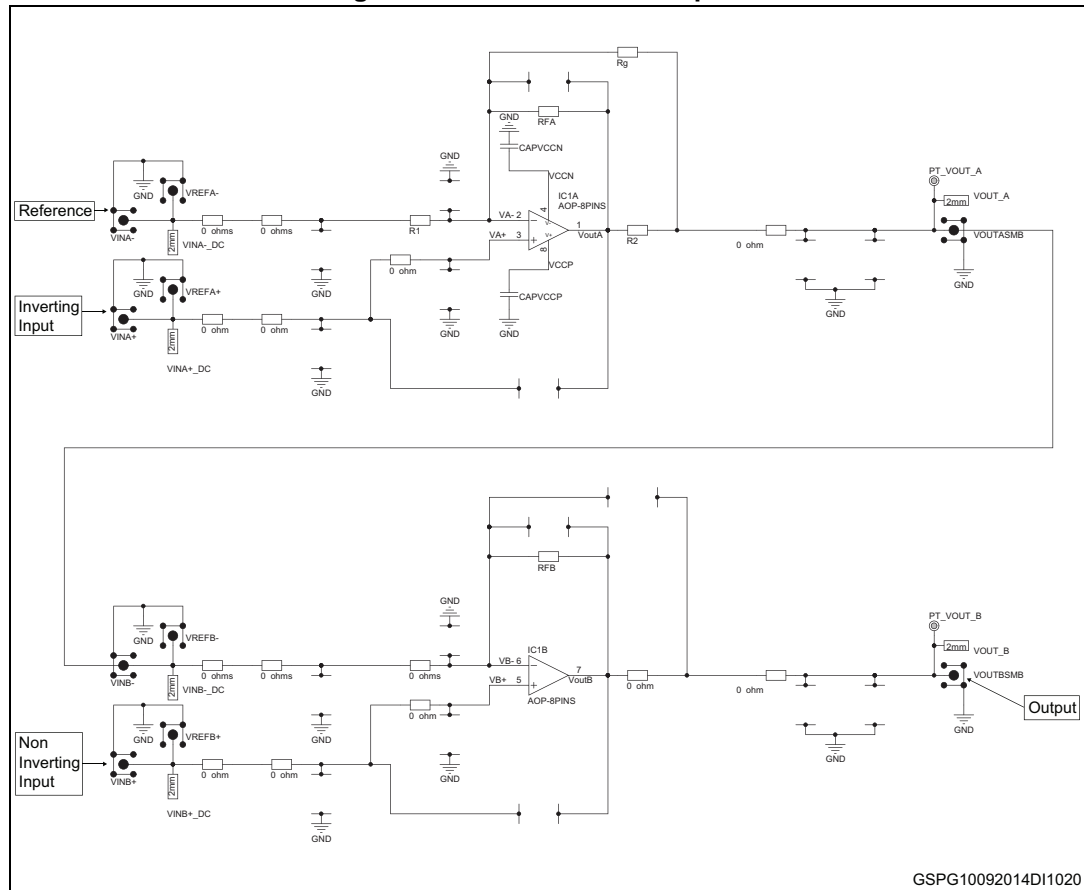 Rg
RFA
GND
CAPVCCN
VCCN
GND
GND
VREFA-
Reference
VINA-
2mm
VINA-_DC
0 ohms
0 ohms
R1
VA- 2
VA+ 3
4
V-
V+
8
IC1A
AOP-8PINS
1
VoutA
R2
0 ohm
PT_VOUT_A
2mm
VOUT_A
VOUTASMB
GND
GND
GND
VREFA+
Inverting
Input
VINA+
2mm
VINA+_DC
0 ohm
0 ohm
GND
0 ohm
VCCP
CAPVCCP
GND
GND
GND
RFB
GND
GND
VREFB-
VINB-
2mm
VINB-_DC
0 ohms
0 ohms
0 ohms
VB- 6
VB+ 5
IC1B
AOP-8PINS
7
VoutB
0 ohm
0 ohm
PT_VOUT_B
2mm
VOUT_B
VOUTBSMB
Output
GND
GND
GND
VREFB+
Non
Inverting
Input
VINB+
2mm
VINB+_DC
0 ohm
0 ohm
GND
0 ohm
GND
GND
GSPG10092014DI1020